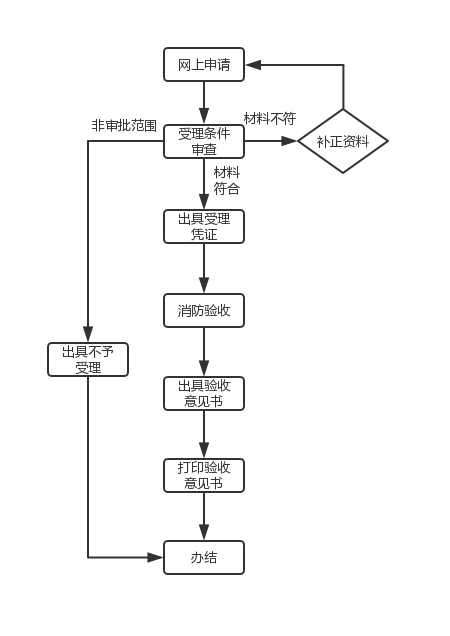 网上申请
非审批范围
受理条件
审查
材料不符
补正资料
材料
符合
出具受理
凭证
消防验收
出具不予
受理
出具验收
意见书
打印验收
意见书
办结